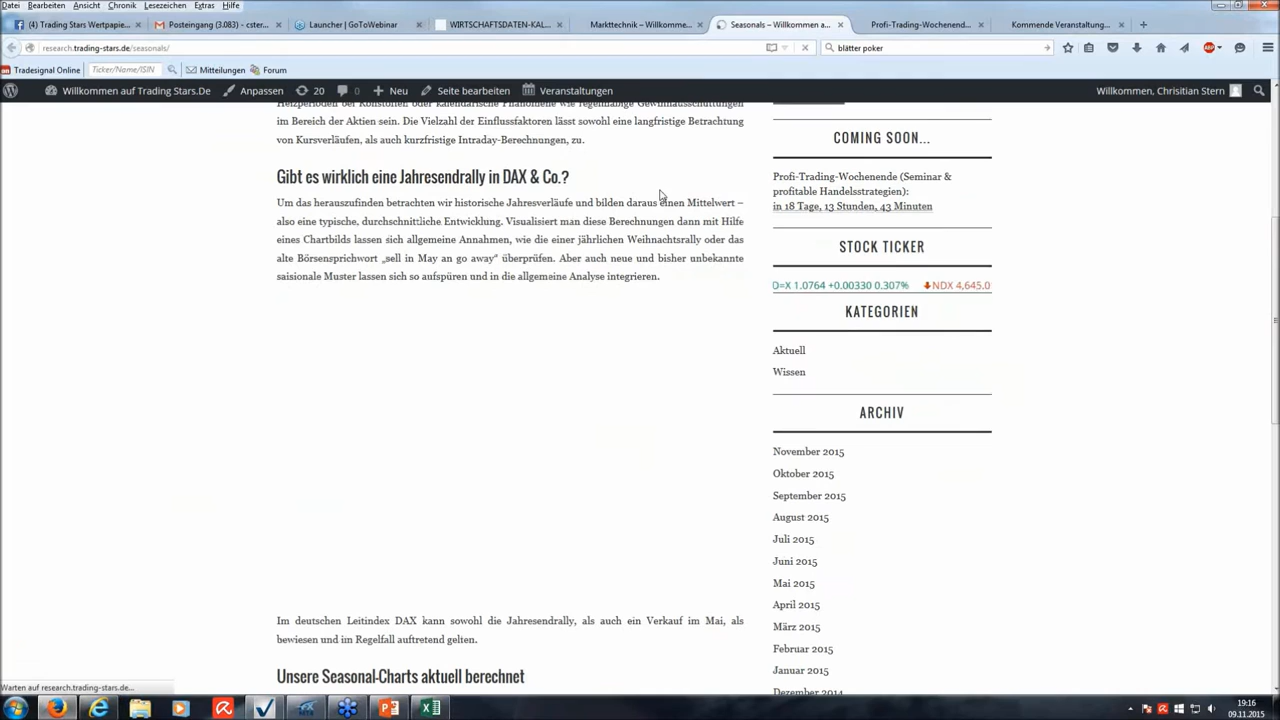 Datei Bearbeiten Ansicht Chronik Lesezeichen Extras Hilfe
(4) Trading Stars Wertpapie...
Posteingang (3.083) - cster...
Launcher | GoToWebinar
WIRTSCHAFTSDATEN-KAL...
Markttechnik – Willkomme...
Seasonals – Willkommen a...
Profi-Trading-Wochenend...
Kommende Veranstaltung...
research.trading-stars.de/seasonals/
blätter poker
Tradesignal Online
Ticker/Name/ISIN
Mitteilungen
Forum
Willkommen auf Trading Stars.De
Anpassen
20
0
Neu
Seite bearbeiten
Veranstaltungen
Willkommen, Chrisitian Stern
Heizperioden bei Rohstoffen oder kalendarische Phänomene wie regelmäßige Gewinnausschüttungen
im Bereich der Aktien sein. Die Vielzahl der Einflussfaktoren lässt sowohl eine langfristige Betrachtung
von Kursverläufen, als auch kurzfristige Intraday-Berechnungen, zu.
Gibt es wirklich eine Jahresendrally in DAX & Co.?
Um das herauszufinden betrachten wir historische Jahresverläufe und bilden daraus einen Mittelwert –
also eine typische, durchschnittliche Entwicklung. Visualisiert man diese Berechnungen dann mit Hilfe
eines Chartbilds lassen sich allgemeine Annahmen, wie die einer jährlichen Weihnachtsrally oder das
alte Börsensprichwort „sell in May an go away“ überprüfen. Aber auch neue und bisher unbekannte
saisionale Muster lassen sich so aufspüren und in die allgemeine Analyse integrieren.
Im deutschen Leitindex DAX kann sowohl die Jahresendrally, als auch ein Verkauf im Mai, als
bewiesen und im Regelfall auftretend gelten.
Unsere Seasonal-Charts aktuell berechnet
COMING SOON...
Profi-Trading-Wochenende (Seminar &
profitable Handelsstrategien):
in 18 Tage, 13 Stunden, 43 Minuten
STOCK TICKER
D=X 1.0764 +0.00330 0.307% NDX 4,645.0
KATEGORIEN
Aktuell
Wissen
ARCHIV
November 2015
Oktober 2015
September 2015
August 2015
Juli 2015
Juni 2015
Mai 2015
April 2015
März 2015
Februar 2015
Januar 2015
Dezember 2014
Warten auf research.trading-stars.de...
19:16
09.11.2015